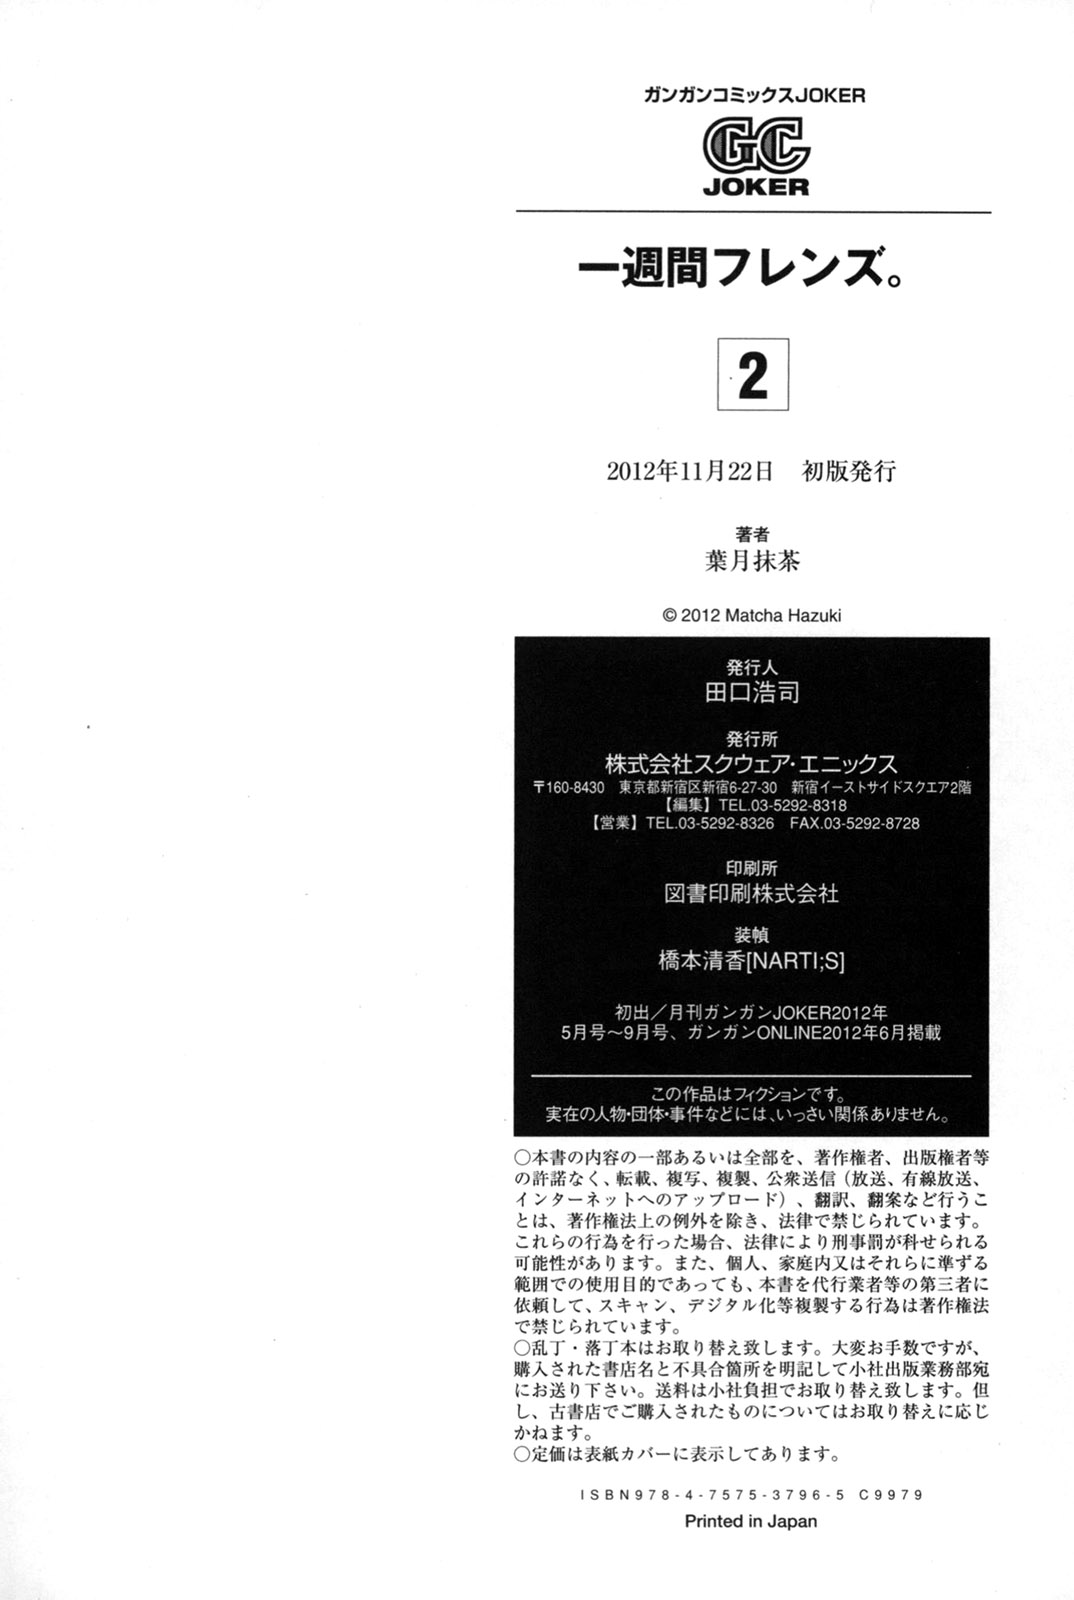 ガンガンコミックスJOKER
GC
JOKER
一週間フレンズ。
2
2012年11月22日　初版発行
著者
葉月抹茶
© 2012 Matcha Hazuki
発行人
田口浩司
発行所
株式会社スクウェア・エニックス
〒160-8430　東京都新宿区新宿6-27-30　新宿イーストサイドスクエア2階
【編集】TEL.03-5292-8318
【営業】TEL.03-5292-8326　FAX.03-5292-8728
印刷所
図書印刷株式会社
装幀
橋本清香[NARTI;S]
初出／月刊ガンガンJOKER2012年
5月号〜9月号、ガンガンONLINE2012年6月掲載
この作品はフィクションです。
実在の人物・団体・事件などには、いっさい関係ありません。
○本書の内容の一部あるいは全部を、著作権者、出版権者等
の許諾なく、転載、複写、複製、公衆送信（放送、有線放送、
インターネットへのアップロード）、翻訳、翻案など行うこ
とは、著作権法上の例外を除き、法律で禁じられています。
これらの行為を行った場合、法律により刑事罰が科せられる
可能性があります。また、個人、家庭内又はそれらに準ずる
範囲での使用目的であっても、本書を代行業者等の第三者に
依頼して、スキャン、デジタル化等複製する行為は著作権法
で禁じられています。
○乱丁・落丁本はお取り替え致します。大変お手数ですが、
購入された書店名と不具合箇所を明記して小社出版業務部宛
にお送り下さい。送料は小社負担でお取り替え致します。但
し、古書店でご購入されたものについてはお取り替えに応じ
かねます。
○定価は表紙カバーに表示してあります。
ISBN978-4-7575-3796-5 C9979
Printed in Japan